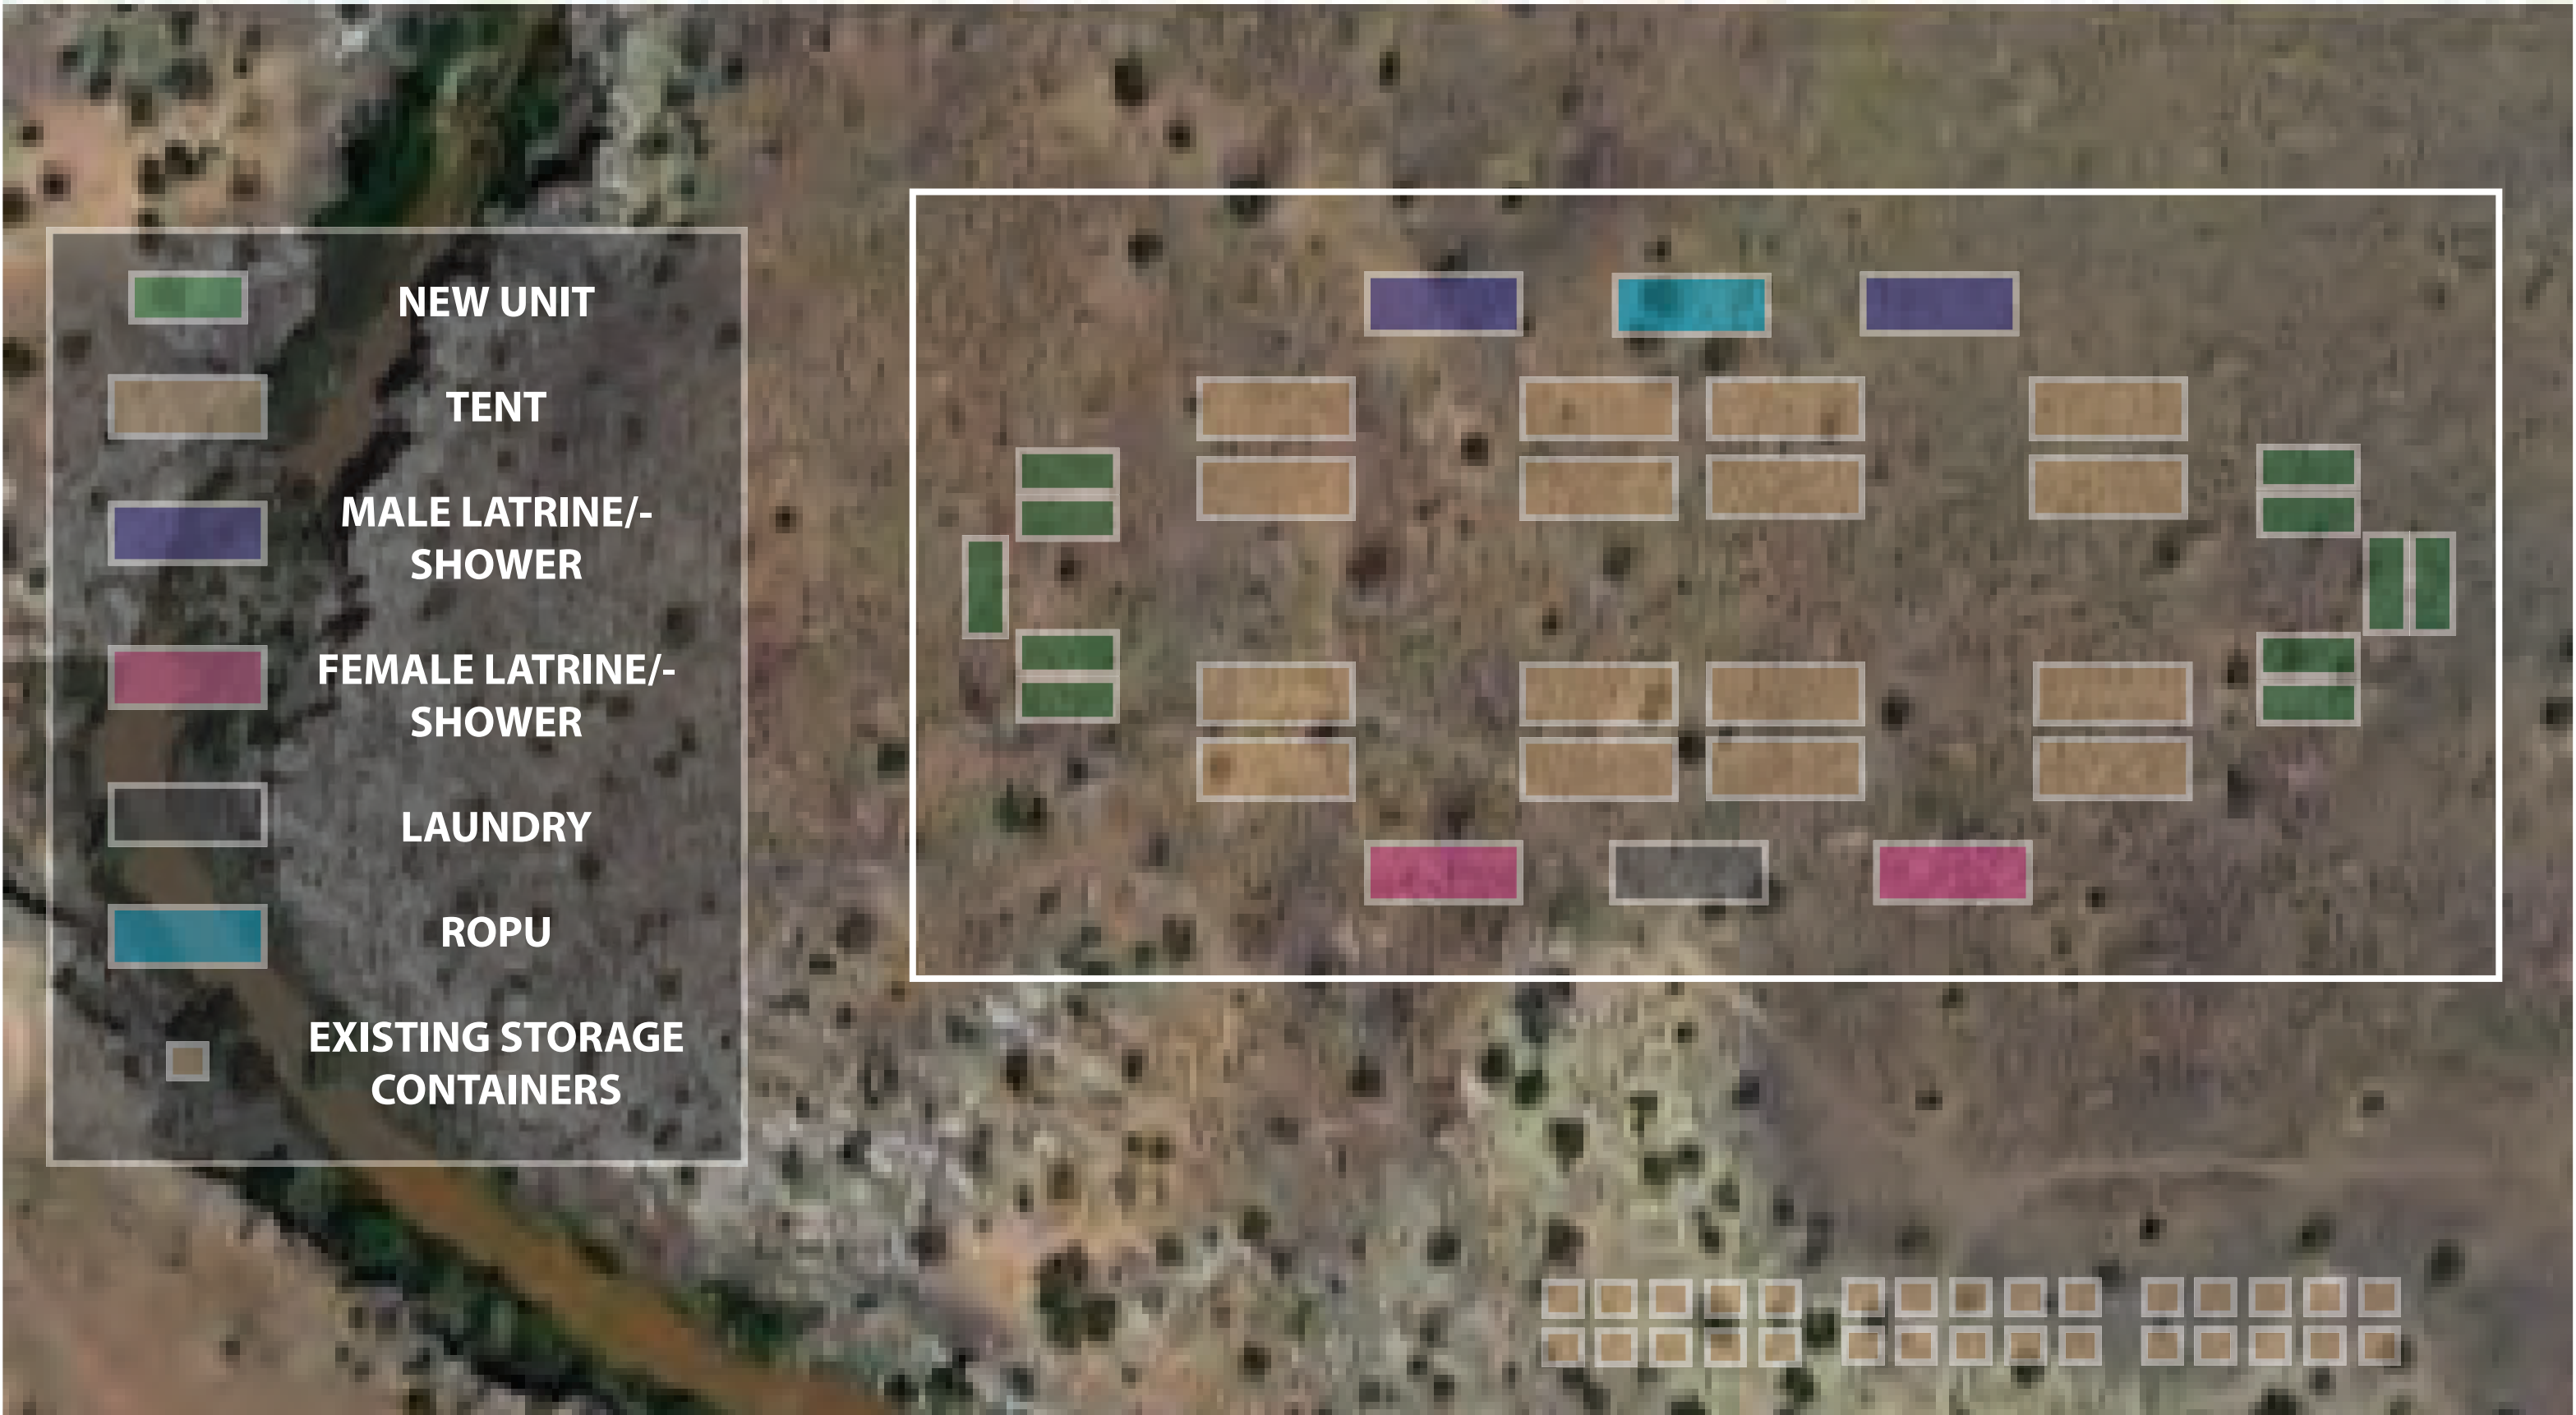 NEW UNIT
TENT
MALE LATRINE/-
SHOWER
FEMALE LATRINE/-
SHOWER
LAUNDRY
ROPU
EXISTING STORAGE
CONTAINERS